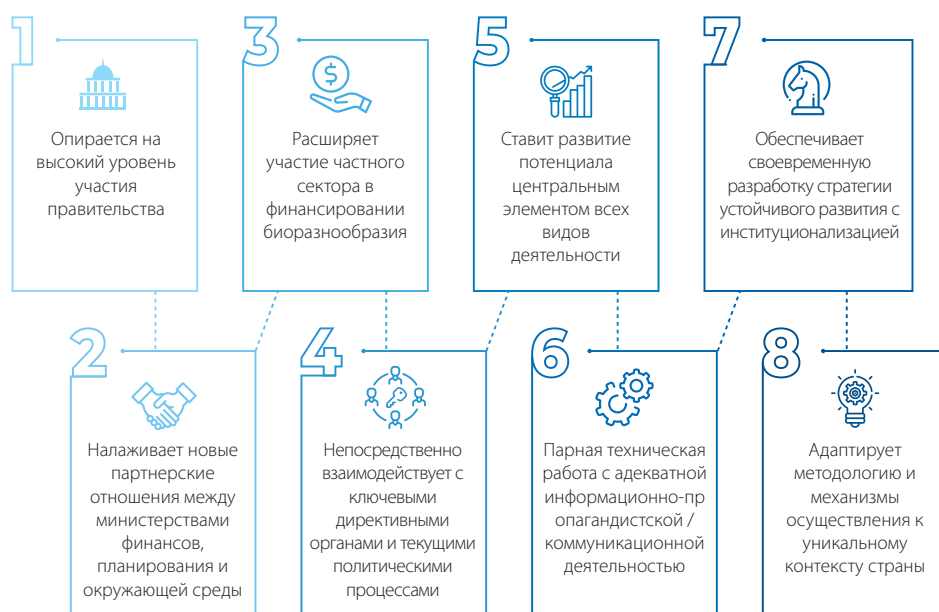 1
Опирается на
высокий уровень
участия
правительства
2
Налаживает новые
партнерские
отношения между
министерствами
финансов,
планирования и
окружающей среды
3
Расширяет
участие частного
сектора в
финансировании
биоразнообразия
4
Непосредственно
взаимодействует с
ключевыми
директивными
органами и текущими
политическими
процессами
5
Ставит развитие
потенциала
центральным
элементом всех
видов
деятельности
6
Парная техническая
работа с адекватной
информационно-пр
опагандистской /
коммуникационной
деятельностью
7
Обеспечивает
своевременную
разработку стратегии
устойчивого развития с
институционализацией
8
Адаптирует
методологию и
механизмы
осуществления к
уникальному
контексту страны